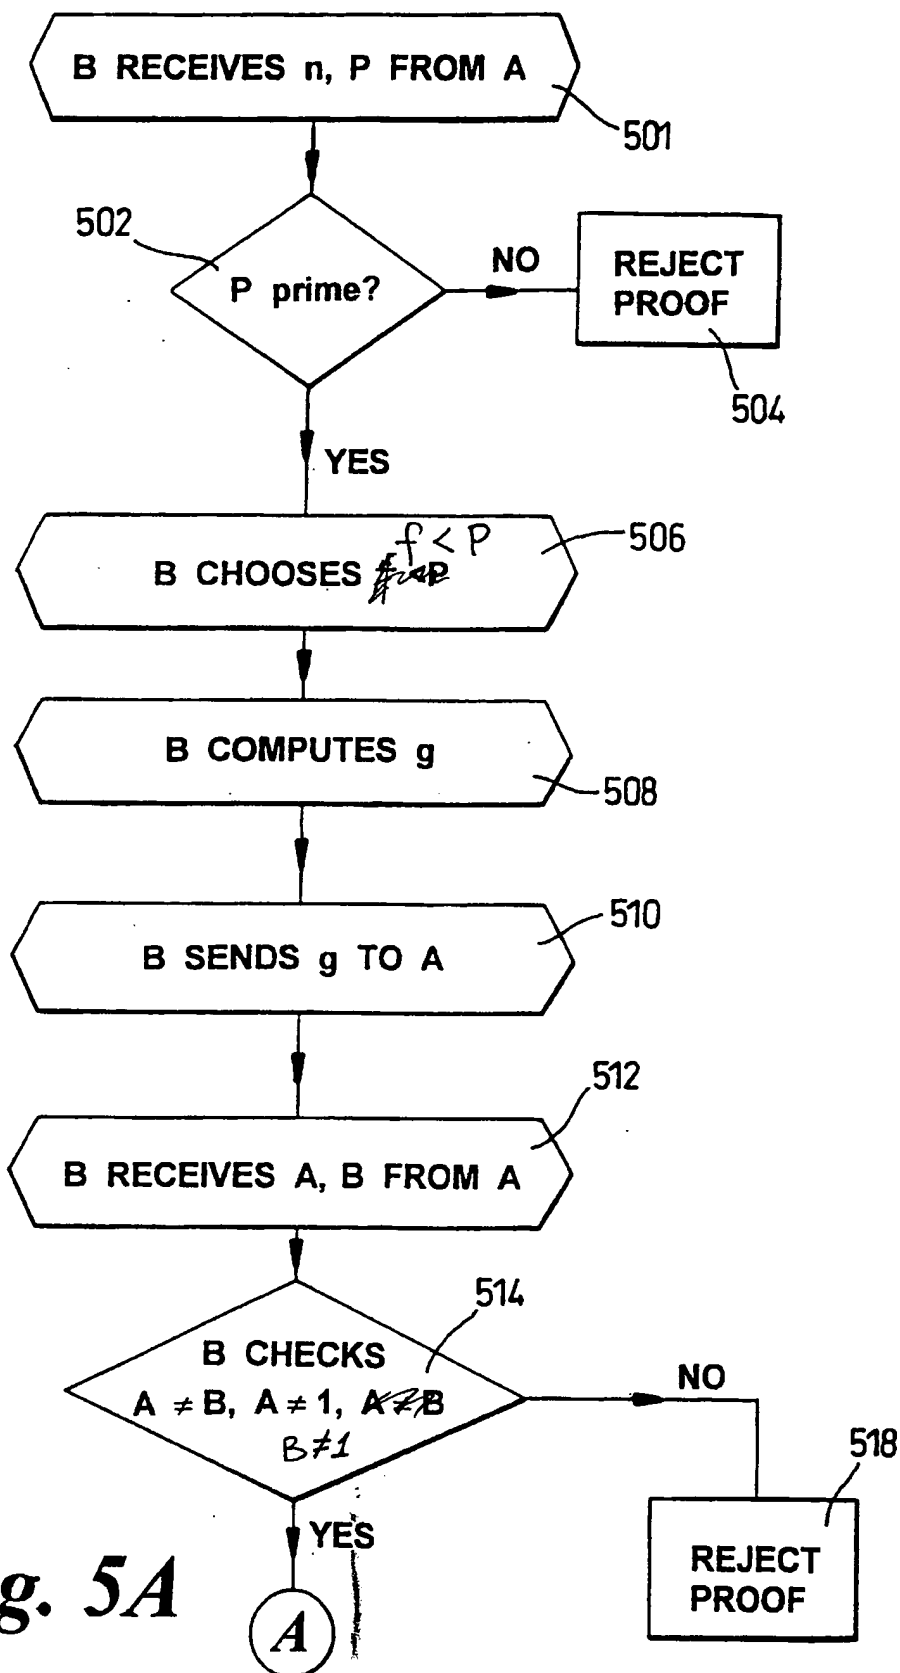 B RECEIVES n, P FROM A
501
502
P prime?
NO
REJECT
PROOF
504
YES
f < P
506
B CHOOSES
B COMPUTES g
508
510
B SENDS g TO A
512
B RECEIVES A, B FROM A
514
B CHECKS
A ≠ B, A ≠ 1, A ≠ B
B ≠ 1
NO
518
YES
REJECT
PROOF
g. 5A
A